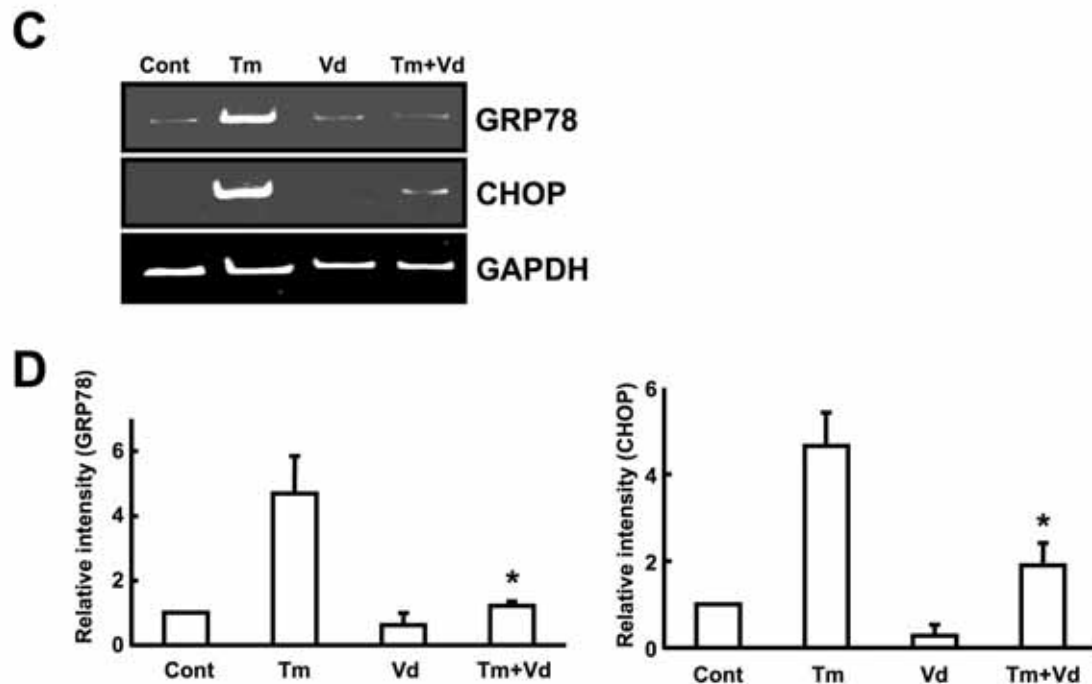 C
Cont Tm Vd Tm+Vd
GRP78
CHOP
GAPDH
D
Relative intensity (GRP78)
6
4
2
0
*
Cont Tm Vd Tm+Vd
Relative intensity (CHOP)
6
4
2
0
*
Cont Tm Vd Tm+Vd